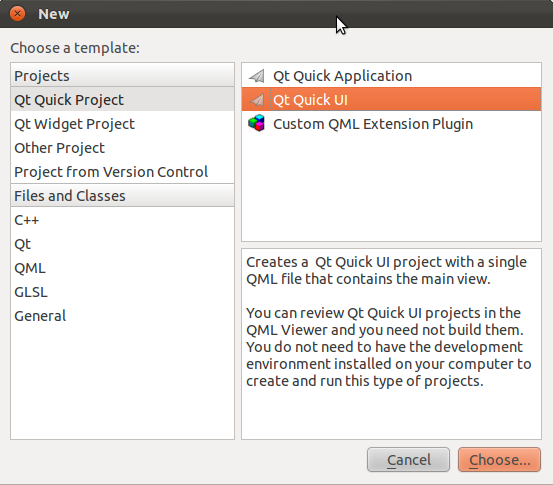 New
Choose a template:
Projects
Qt Quick Project
Qt Widget Project
Other Project
Project from Version Control
Files and Classes
C++
Qt
QML
GLSL
General
Qt Quick Application
Qt Quick UI
Custom QML Extension Plugin
Creates a  Qt Quick UI project with a single
QML file that contains the main view.
You can review Qt Quick UI projects in the
QML Viewer and you need not build them.
You do not need to have the development
environment installed on your computer to
create and run this type of projects.
Cancel
Choose...